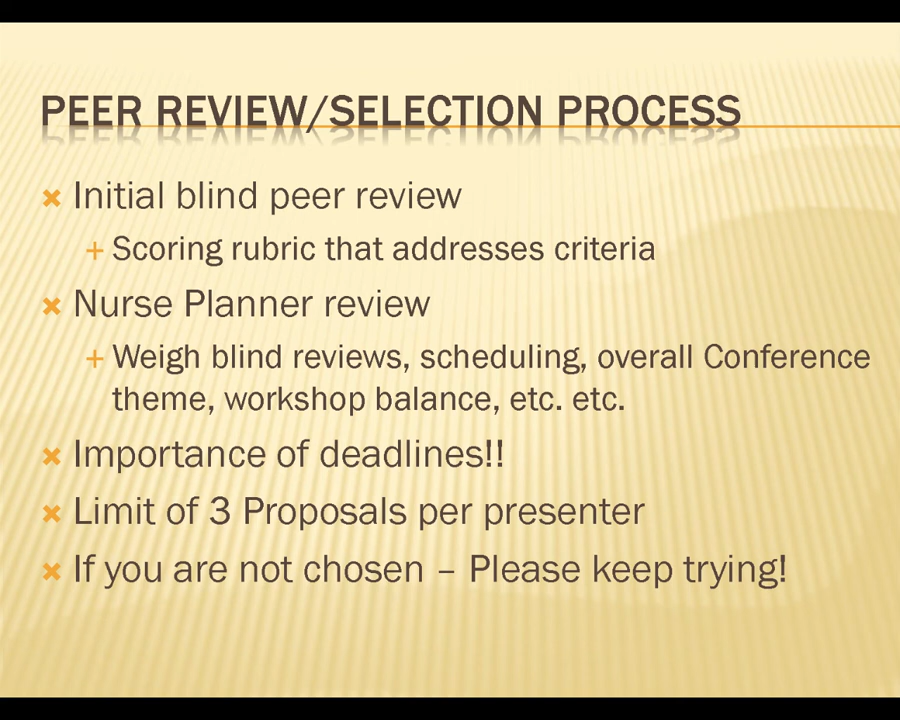 PEER REVIEW/SELECTION PROCESS
Initial blind peer review
Scoring rubric that addresses criteria
Nurse Planner review
Weigh blind reviews, scheduling, overall Conference
theme, workshop balance, etc. etc.
Importance of deadlines!!
Limit of 3 Proposals per presenter
If you are not chosen – Please keep trying!